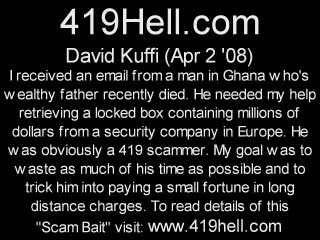 419Hell.com
David Kuffi (Apr 2 '08)
I received an email from a man in Ghana who's
wealthy father recently died. He needed my help
retrieving a locked box containing millions of
dollars from a security company in Europe. He
was obviously a 419 scammer. My goal was to
waste as much of his time as possible and to
trick him into paying a small fortune in long
distance charges. To read details of this
"Scam Bait" visit: www.419hell.com